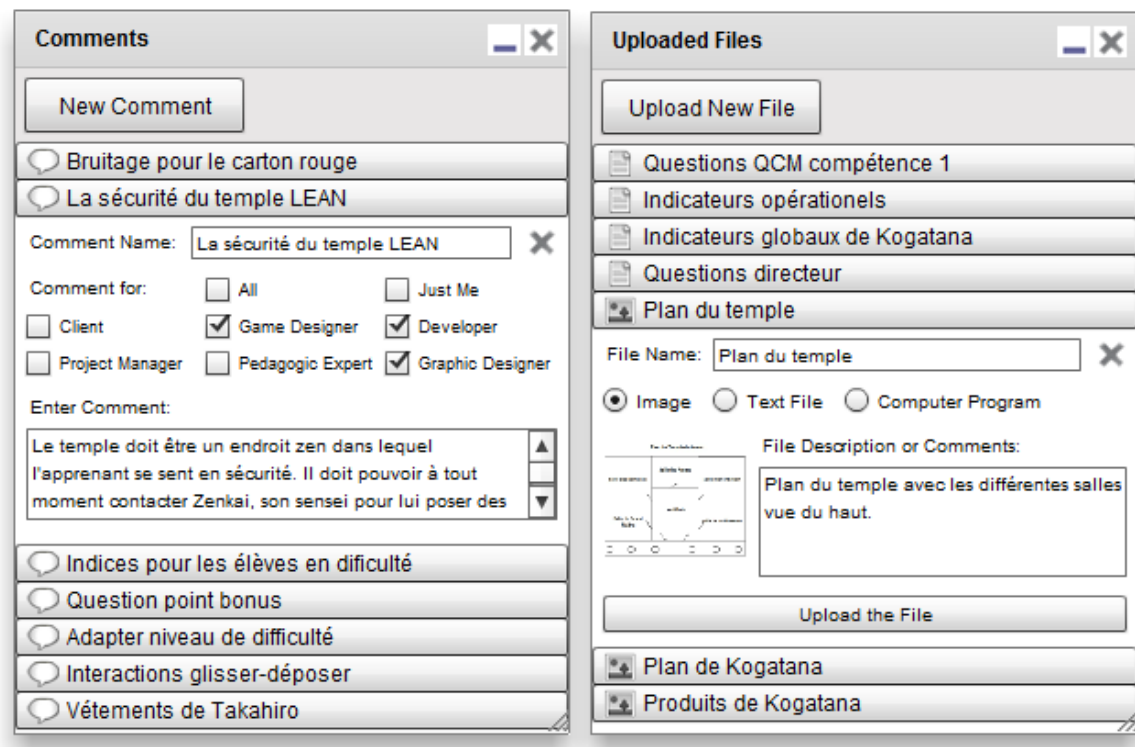 Comments
New Comment
Bruitage pour le carton rouge
La sécurité du temple LEAN
Comment Name: La sécurité du temple LEAN
Comment for: All Just Me
Client Game Designer Developer
Project Manager Pedagogic Expert Graphic Designer
Enter Comment:
Le temple doit être un endroit zen dans lequel
l'apprenant se sent en sécurité. Il doit pouvoir à tout
moment contacter Zenkai, son sensei pour lui poser des
Indices pour les élèves en dificulté
Question point bonus
Adapter niveau de difficulté
Interactions glisser-déposer
Vétements de Takahiro
Uploaded Files
Upload New File
Questions QCM compétence 1
Indicateurs opérationels
Indicateurs globaux de Kogatana
Questions directeur
Plan du temple
File Name: Plan du temple
Image Text File Computer Program
File Description or Comments:
Plan du temple avec les différentes salles
vue du haut.
Upload the File
Plan de Kogatana
Produits de Kogatana